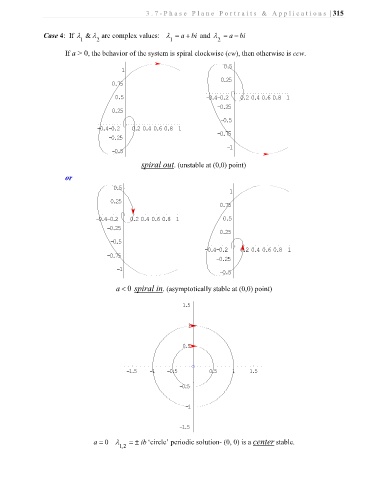 3.7-Phase Plane Portraits & Applications | 315
Case 4: If λ1 & λ2 are complex values: λ1 = a + bi and λ2 = a – bi
If a > 0, the behavior of the system is spiral clockwise (cw), then otherwise is ccw.
1
0.75
0.5
0.25
-0.4-0.2 0.2 0.4 0.6 0.8 1
-0.25
-0.5
0.5
0.25
-0.4-0.2 0.2 0.4 0.6 0.8 1
-0.25
-0.5
-0.75
-1
spiral out. (unstable at (0,0) point)
or
0.5
0.25
-0.4-0.2 0.2 0.4 0.6 0.8 1
-0.25
-0.5
-0.75
-1
1
0.75
0.5
0.25
-0.4-0.2 0.2 0.4 0.6 0.8 1
-0.25
-0.5
a < 0 spiral in. (asymptotically stable at (0,0) point)
1.5
1
0.5
-1.5 -1 -0.5 0.5 1 1.5
-0.5
-1
-1.5
a = 0 λ1,2 = ± ib ‘circle’ periodic solution- (0, 0) is a center stable.